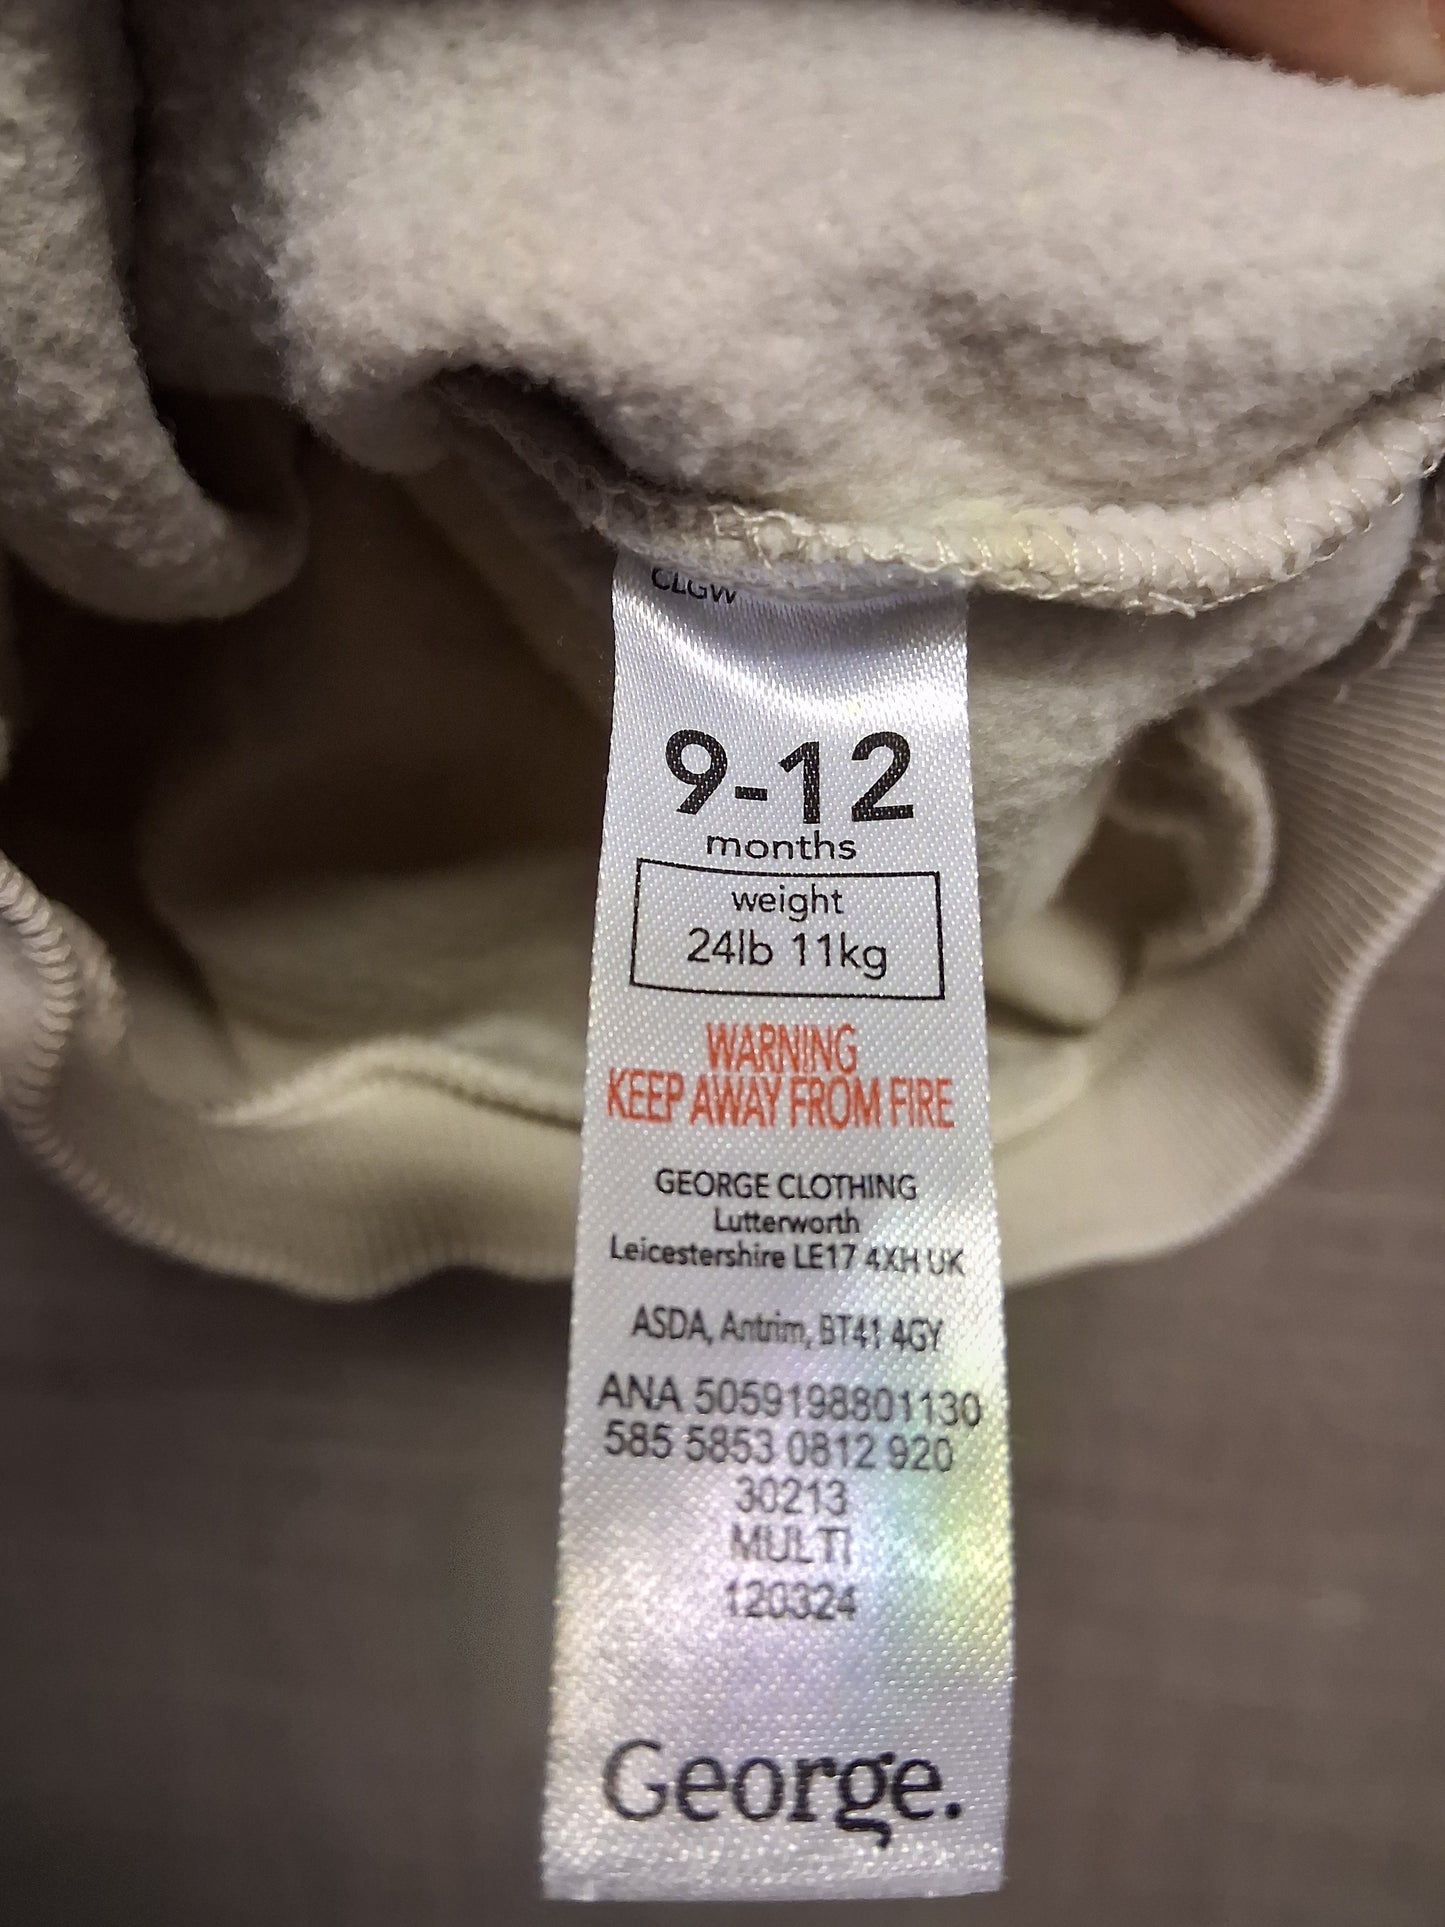 CLGW
9-12
months
weight
24lb 11kg
WARNING
KEEP AWAY FROM FIRE
GEORGE CLOTHING
Lutterworth
Leicestershire LE17 4XH UK
ASDA, Antrim, BT41 4GY
ANA 5059198801130
585 5853 0812 920
30213
MULTI
120324
George.